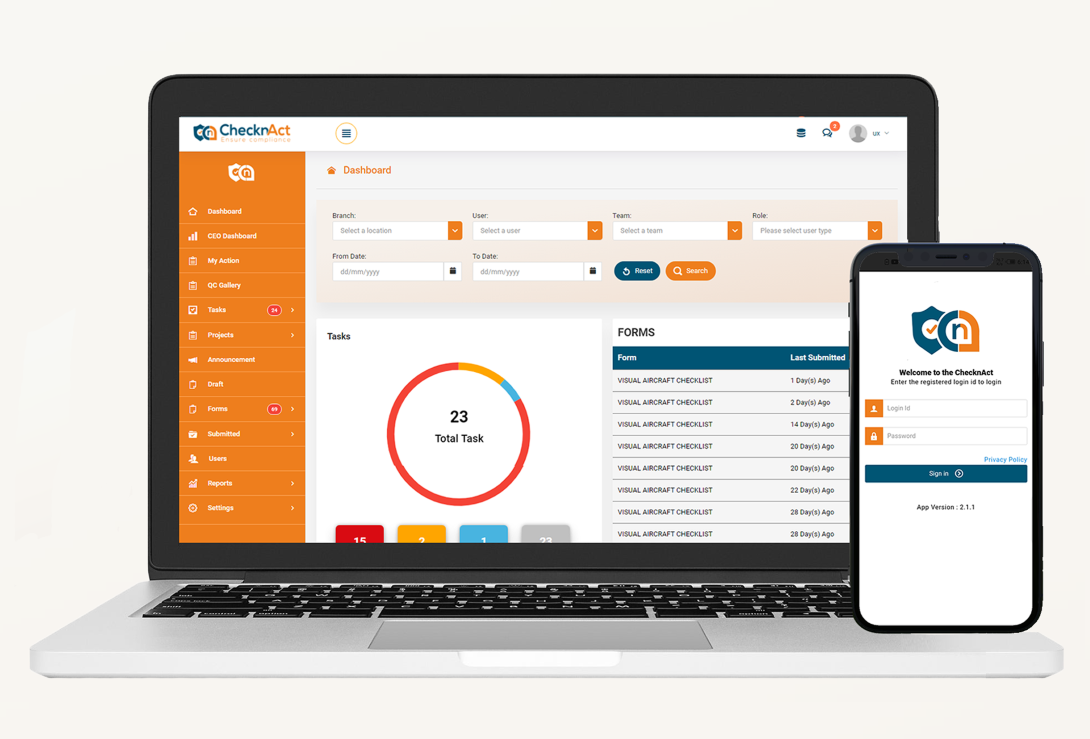 ChecknAct
Ensure compliance
2
ux
Dashboard
Dashboard
CEO Dashboard
My Action
QC Gallery
Tasks 24
Projects
Announcement
Draft
Forms 69
Submitted
Users
Reports
Settings
Branch: User: Team: Role:
Select a location Select a user Select a team Please select user type
From Date: To Date:
dd/mm/yyyy dd/mm/yyyy Reset Search
Tasks
23
Total Task
15 2 1 23
FORMS
Form Last Submitted
VISUAL AIRCRAFT CHECKLIST 1 Day(s) Ago
VISUAL AIRCRAFT CHECKLIST 2 Day(s) Ago
VISUAL AIRCRAFT CHECKLIST 14 Day(s) Ago
VISUAL AIRCRAFT CHECKLIST 20 Day(s) Ago
VISUAL AIRCRAFT CHECKLIST 20 Day(s) Ago
VISUAL AIRCRAFT CHECKLIST 22 Day(s) Ago
VISUAL AIRCRAFT CHECKLIST 28 Day(s) Ago
VISUAL AIRCRAFT CHECKLIST 28 Day(s) Ago
cn
Welcome to the ChecknAct
Enter the registered login id to login
Login Id
Password
Privacy Policy
Sign in
App Version : 2.1.1